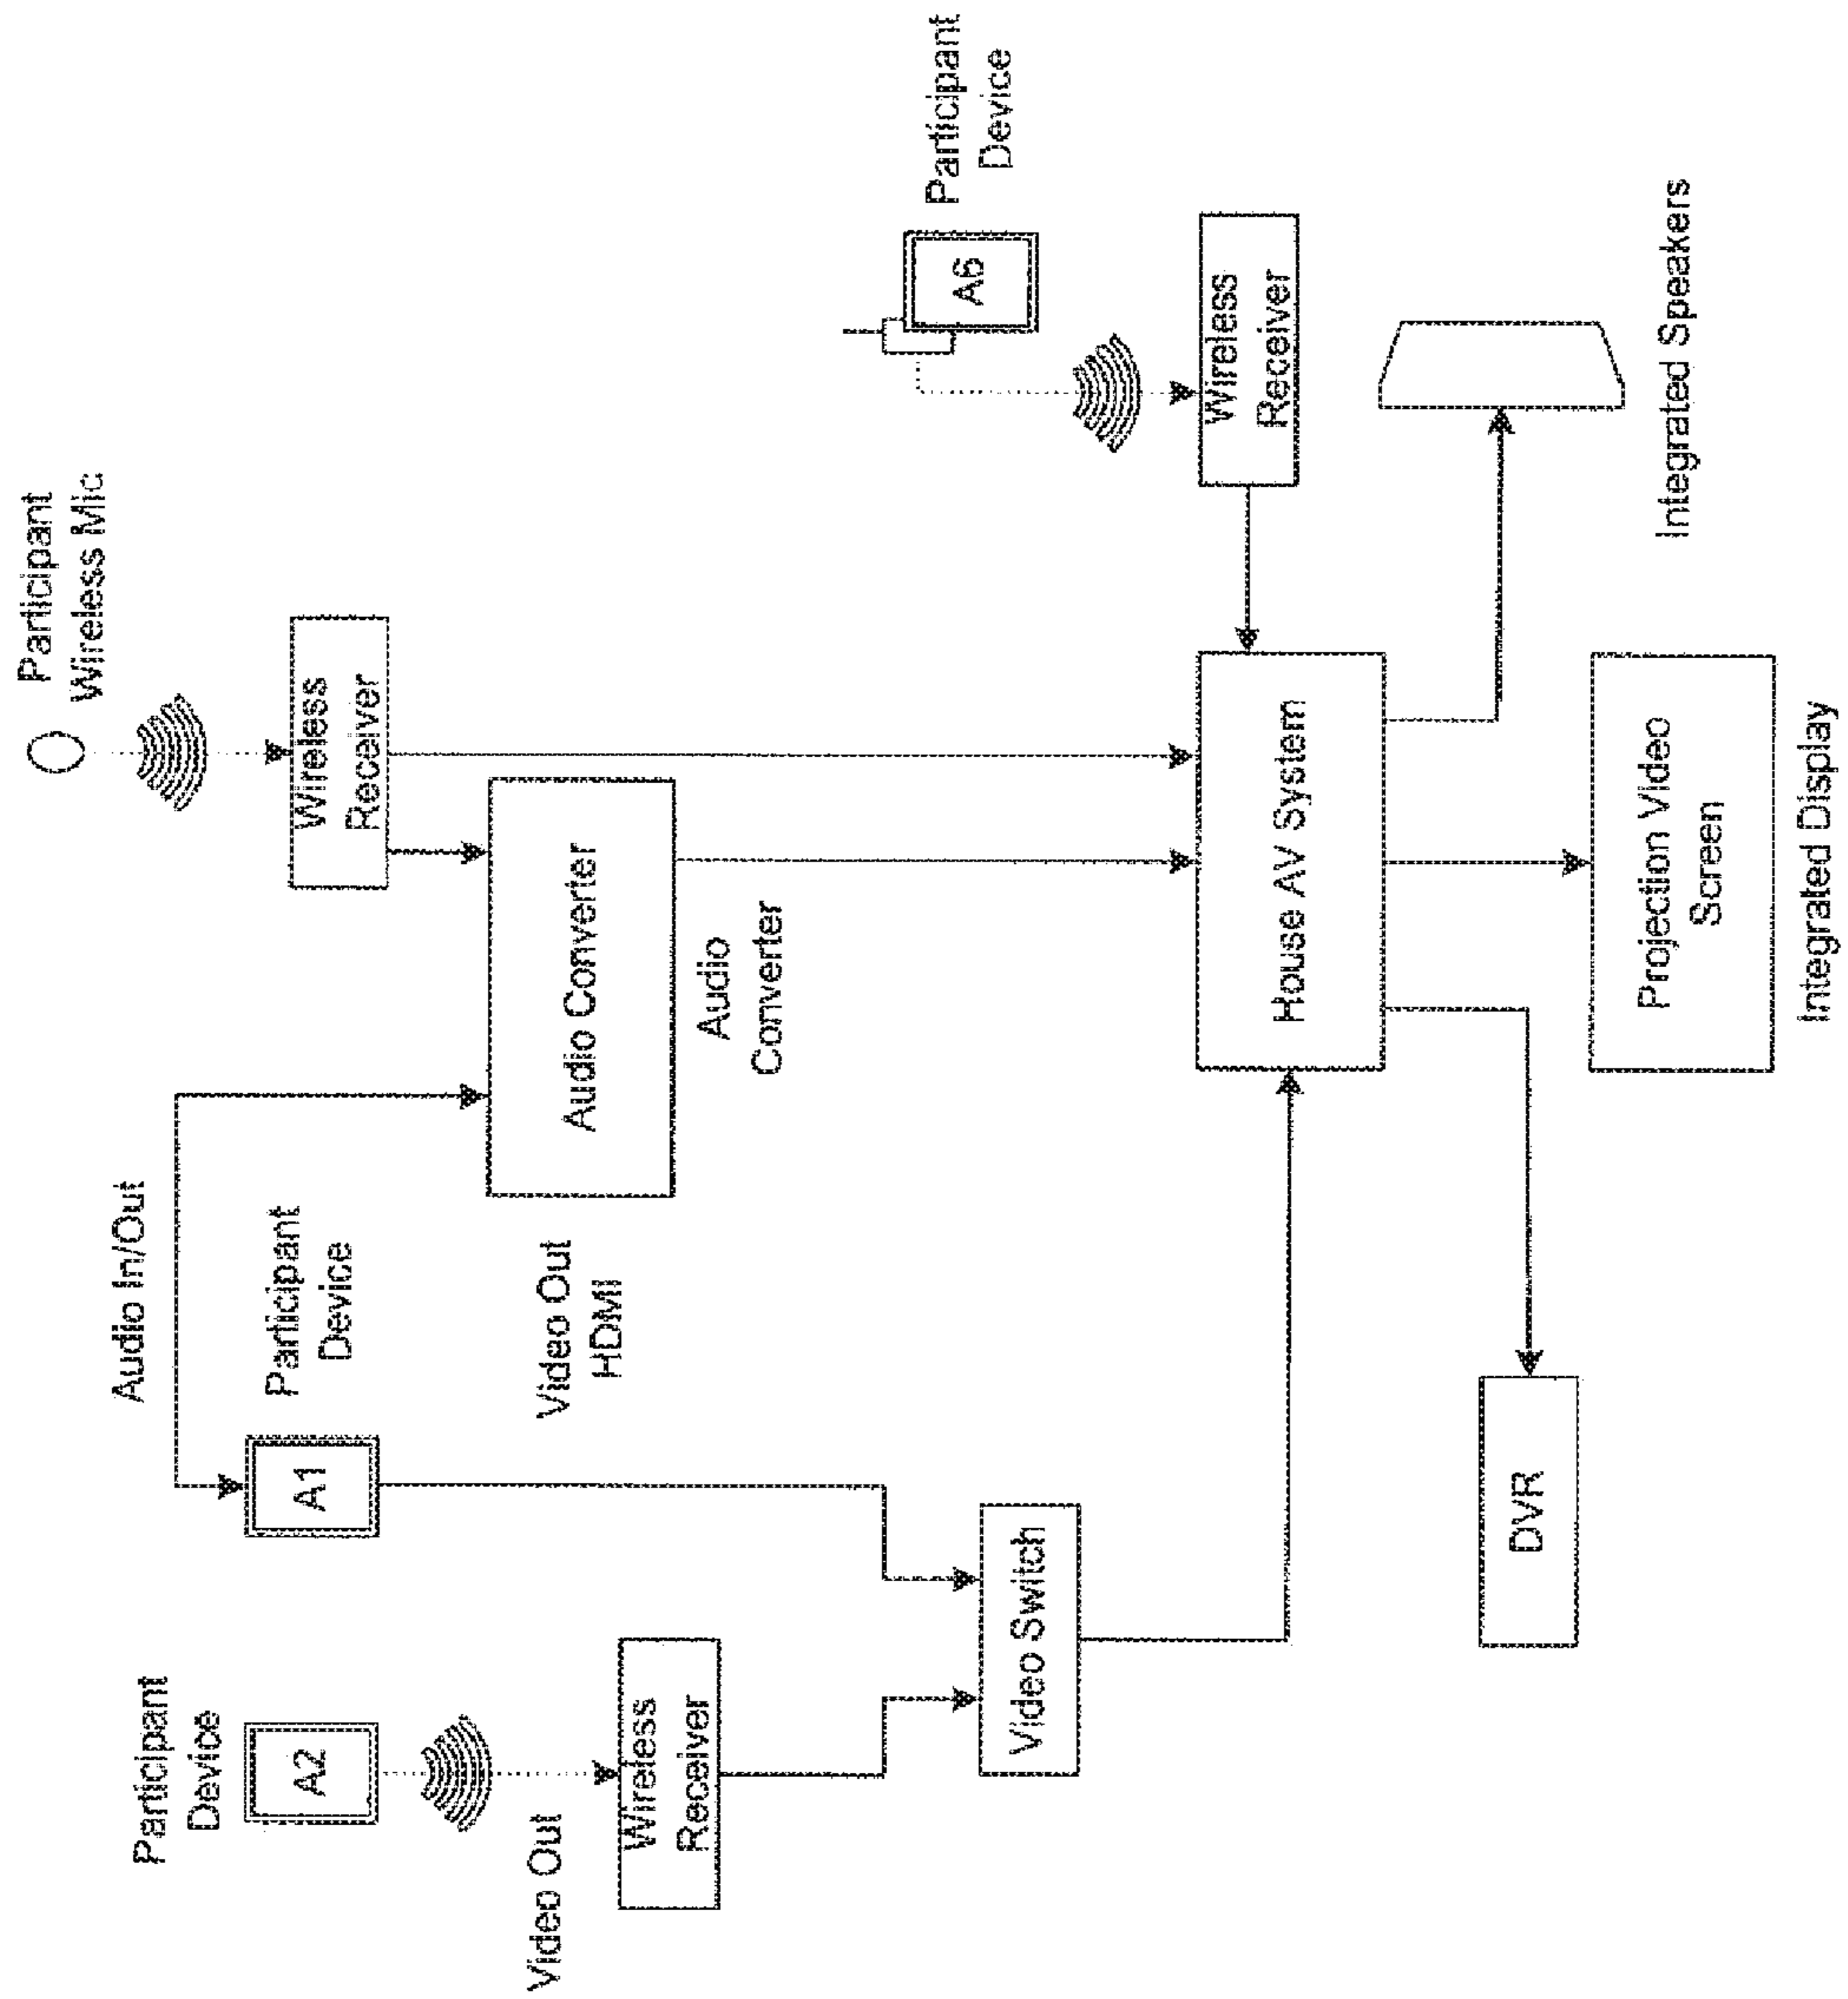 Participant
Device
A2
Video Out
Wireless
Receiver
Audio In/Out
A1
Participant
Device
Video Out
HDMI
Video Switch
Participant
Wireless Mic
Wireless
Receiver
Audio Converter
Audio
Converter
Participant
Device
A6
Wireless
Receiver
House AV System
DVR
Projection Video
Screen
Integrated Display
Integrated Speakers